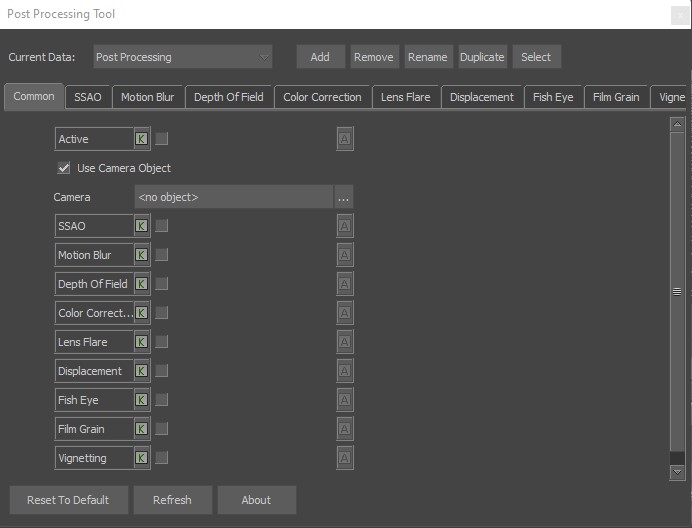 Post Processing Tool
Current Data: Post Processing Add Remove Rename Duplicate Select
Common SSAO Motion Blur Depth Of Field Color Correction Lens Flare Displacement Fish Eye Film Grain Vigne
Active K A
Use Camera Object
Camera <no object> ...
SSAO K A
Motion Blur K A
Depth Of Field K A
Color Correct... K A
Lens Flare K A
Displacement K A
Fish Eye K A
Film Grain K A
Vignetting K A
Reset To Default Refresh About